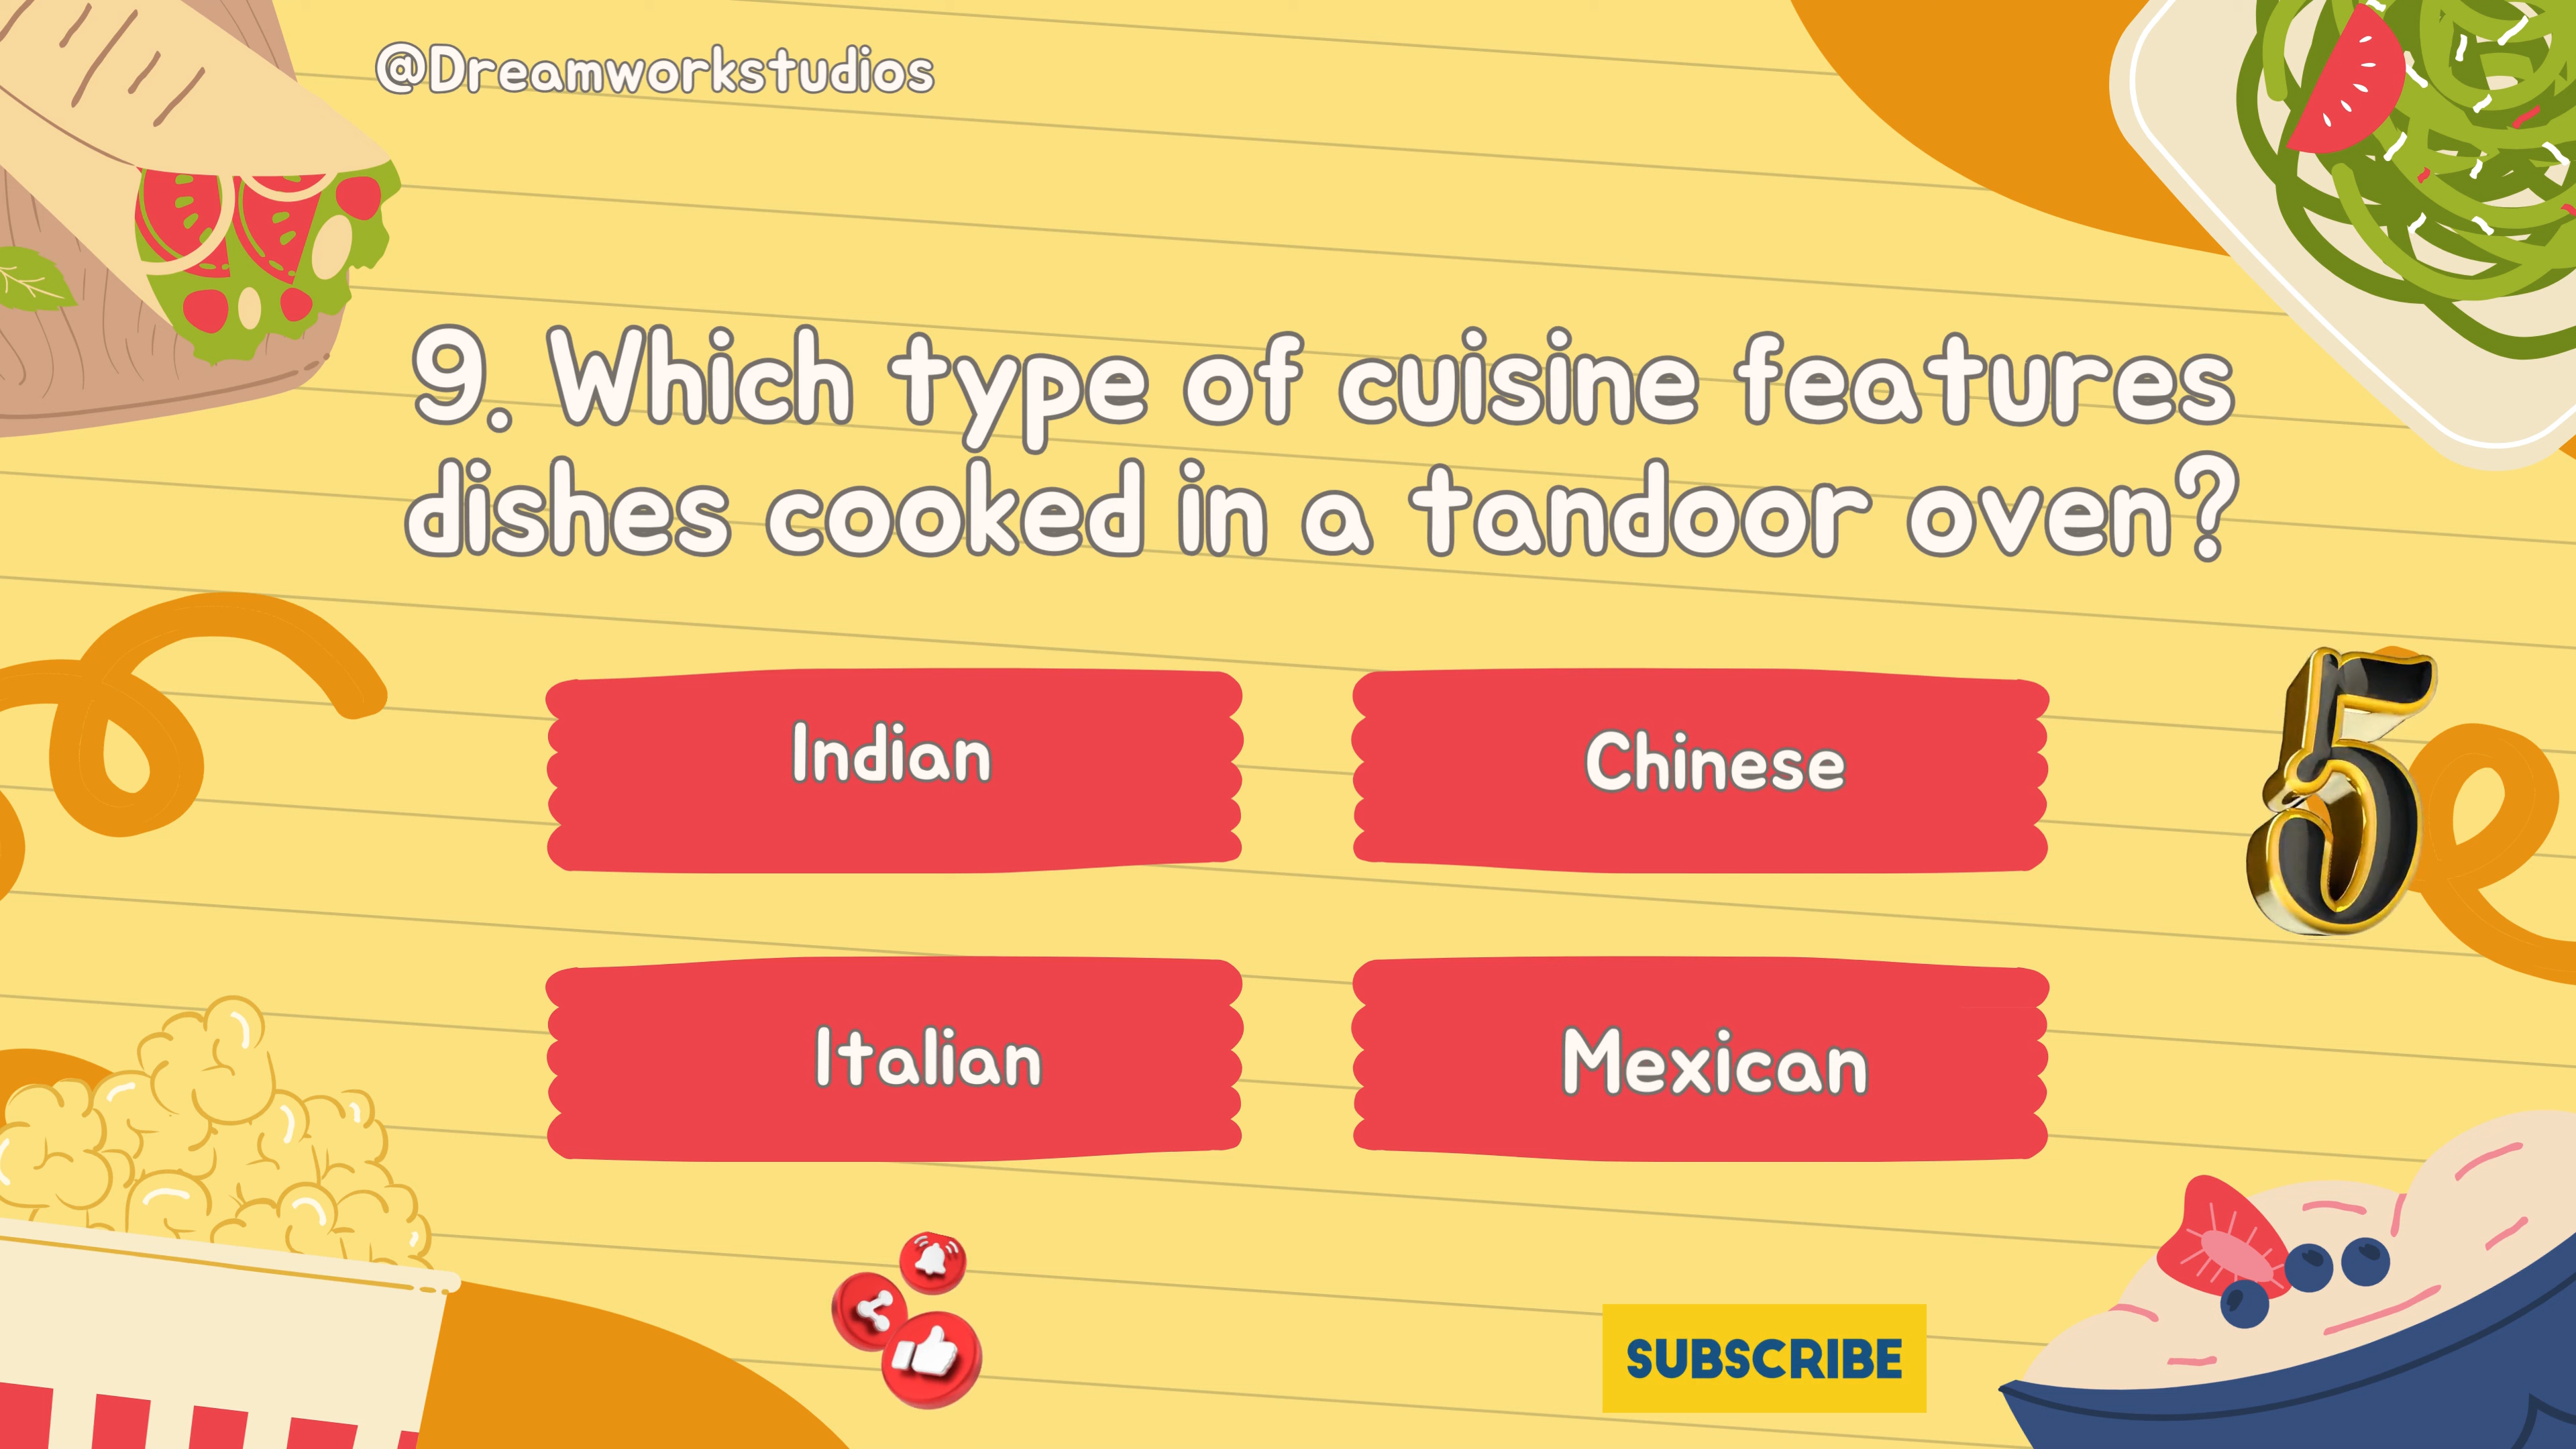 @Dreamworkstudios
9. Which type of cuisine features
dishes cooked in a tandoor oven?
Indian
Chinese
5
Italian
Mexican
SUBSCRIBE